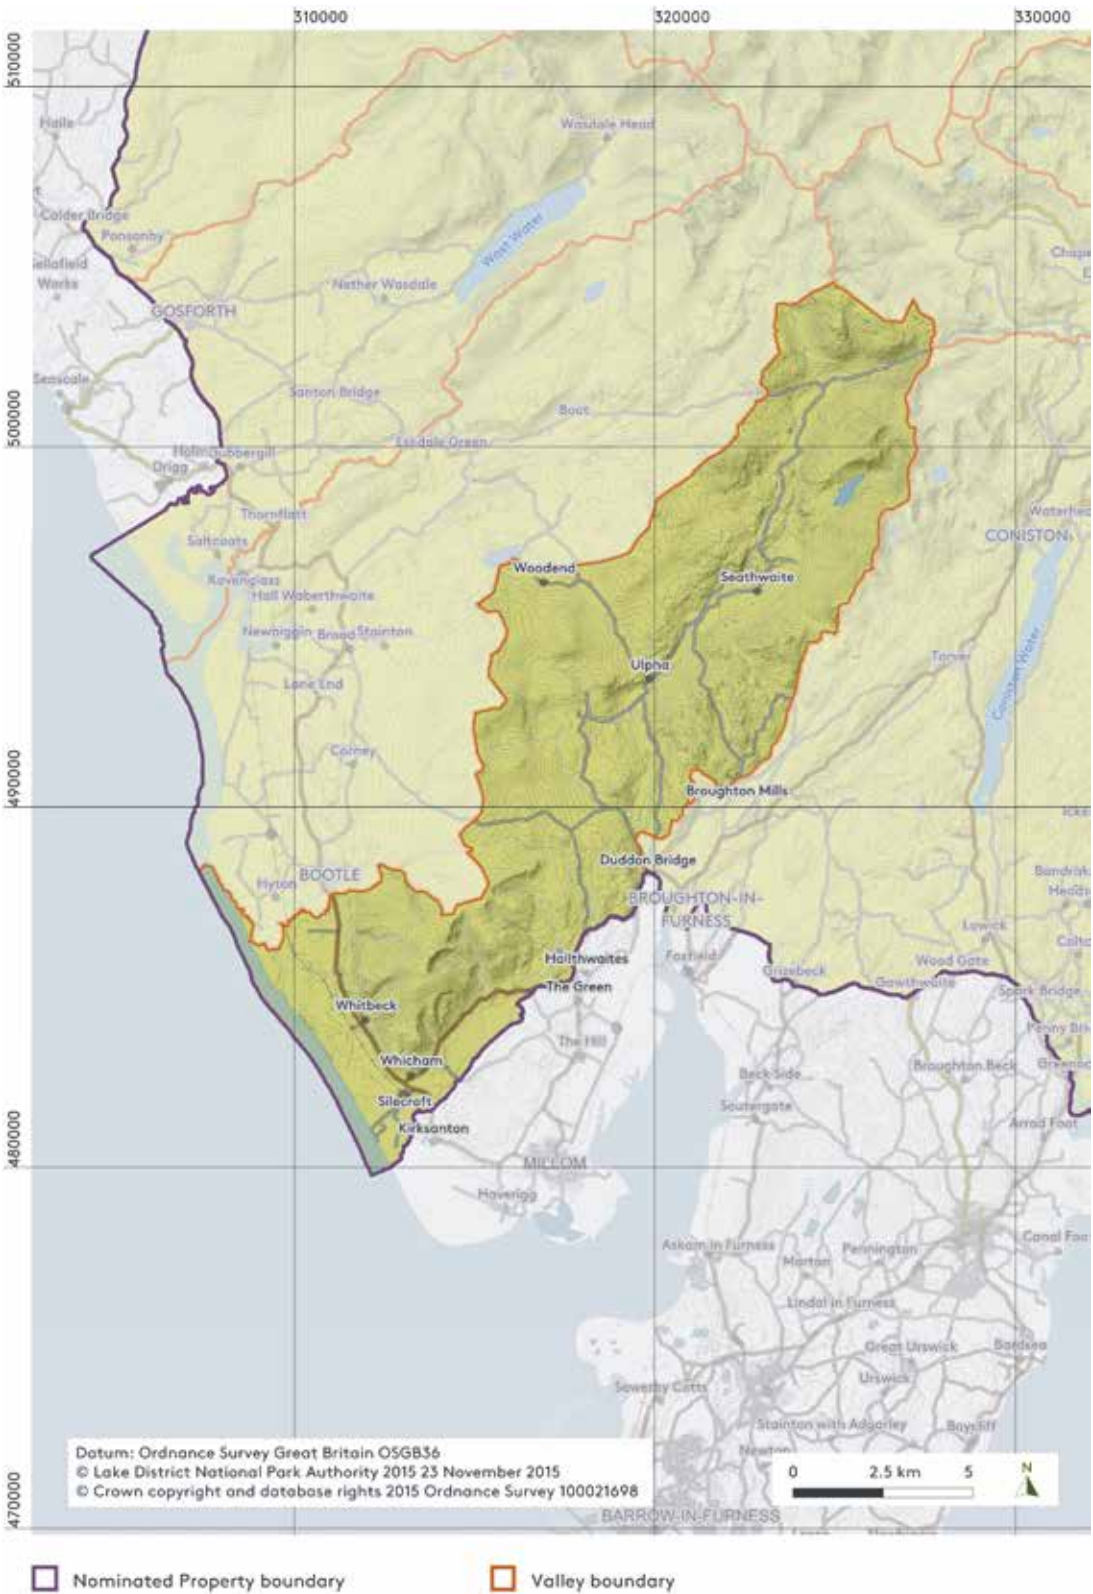 310000
320000
330000
510000
Haile
Wasdale Head
Calder Bridge
Ponsonby
Sellafield
Works
Wast Water
Nether Wasdale
GOSFORTH
Seascale
Santon Bridge
Boot
500000
Eskdale Green
Holmrook
Drigg
Thornflatt
Saltcoats
Waterhead
CONISTON
Woodend
Ravenglass
Seathwaite
Hall Waberthwaite
Newbiggin
Broad Stainton
Ulpha
Torver
Coniston Water
Lane End
Corney
490000
Broughton Mills
Duddon Bridge
BOOTLE
Hyton
BROUGHTON-IN-
FURNESS
Lowick
Hallthwaites
Foxfield
Wood Gate
Grizebeck
The Green
Gawthwaite
Spark Bridge
Whitbeck
The Hill
Whicham
Broughton Beck
Beck Side
Silecroft
Soutergate
Kirksanton
Arrad Foot
480000
MILLOM
Haverigg
Askam in Furness
Pennington
Marton
Lindal in Furness
Great Urswick
Bardsea
Urswick
Sowerby Cotts
Stainton with Adgarley
Baycliff
Newton
Datum: Ordnance Survey Great Britain OSGB36
© Lake District National Park Authority 2015 23 November 2015
© Crown copyright and database rights 2015 Ordnance Survey 100021698
0 2.5 km 5
N
470000
BARROW-IN-FURNESS
Nominated Property boundary
Valley boundary